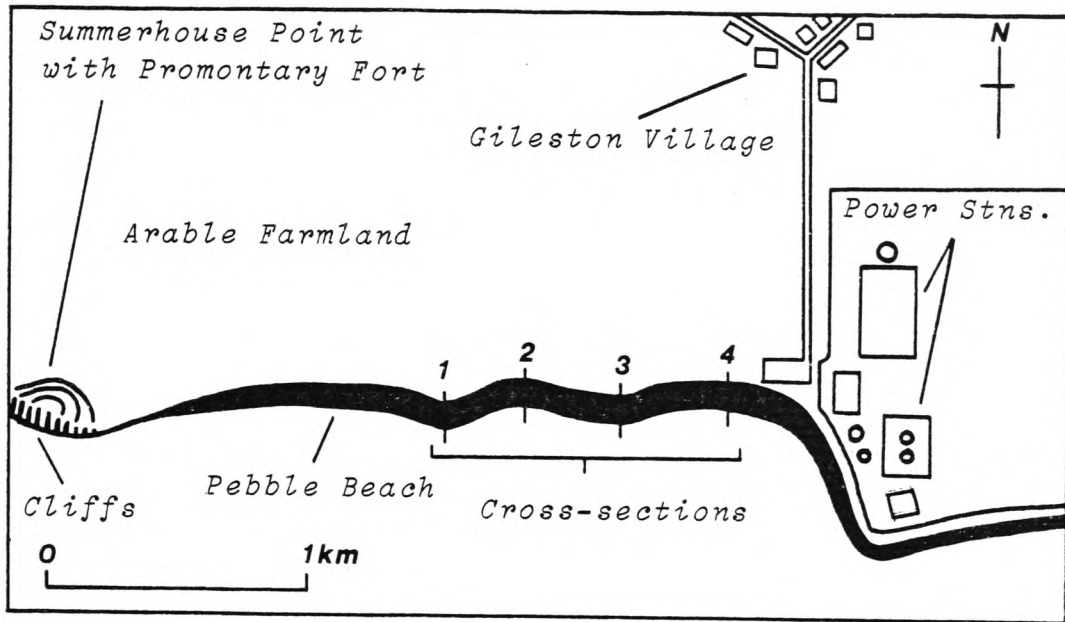 Summerhouse Point
with Promontary Fort
N
Gileston Village
Power Stns.
Arable Farmland
1
2
3
4
Pebble Beach
Cliffs
Cross-sections
0
1km